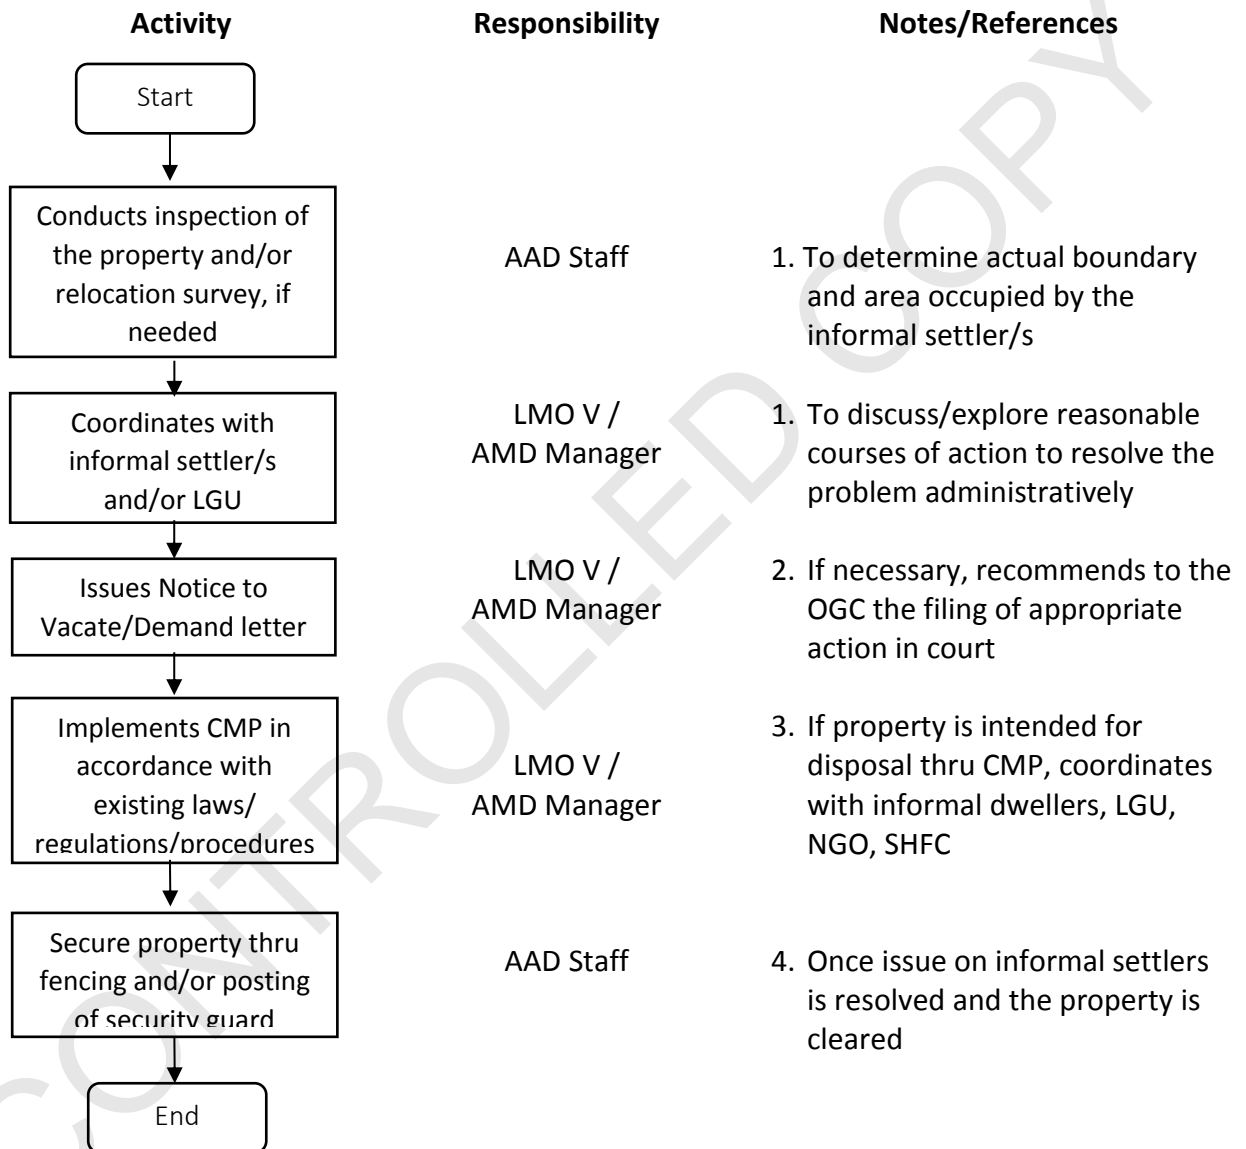 Activity
Responsibility
Notes/References
Start
Conducts inspection of
the property and/or
relocation survey, if
needed
AAD Staff
1. To determine actual boundary
and area occupied by the
informal settler/s
Coordinates with
informal settler/s
and/or LGU
LMO V /
AMD Manager
1. To discuss/explore reasonable
courses of action to resolve the
problem administratively
Issues Notice to
Vacate/Demand letter
LMO V /
AMD Manager
2. If necessary, recommends to the
OGC the filing of appropriate
action in court
Implements CMP in
accordance with
existing laws/
regulations/procedures
LMO V /
AMD Manager
3. If property is intended for
disposal thru CMP, coordinates
with informal dwellers, LGU,
NGO, SHFC
Secure property thru
fencing and/or posting
of security guard
AAD Staff
4. Once issue on informal settlers
is resolved and the property is
cleared
End
CONTROLLED COPY